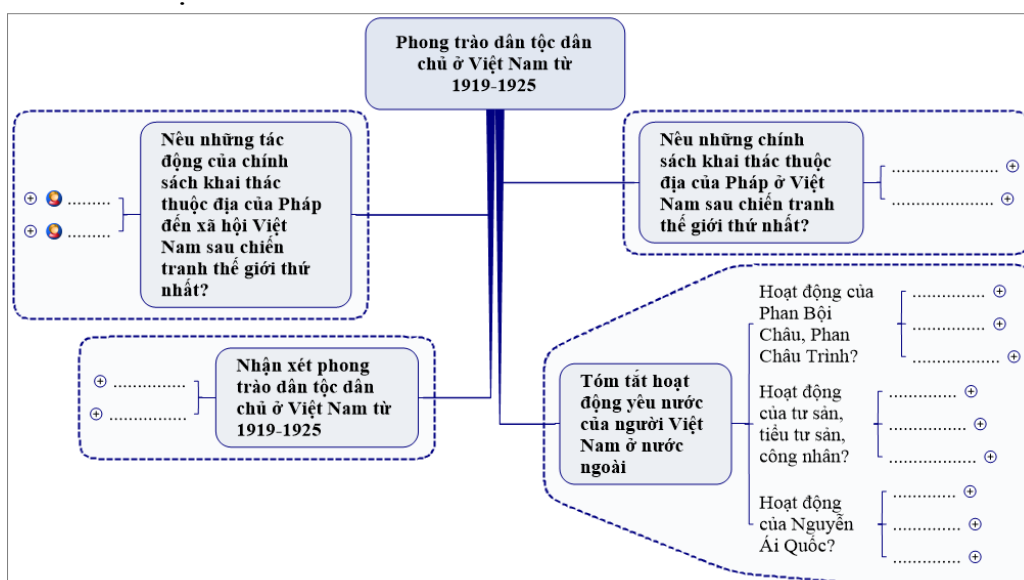 Phong trào dân tộc dân
chủ ở Việt Nam từ
1919-1925
Nêu những tác
động của chính
sách khai thác
thuộc địa của Pháp
đến xã hội Việt
Nam sau chiến
tranh thế giới thứ
nhất?
.........
.........
Nêu những chính
sách khai thác thuộc
địa của Pháp ở Việt
Nam sau chiến tranh
thế giới thứ nhất?
......................
.....................
Nhận xét phong
trào dân tộc dân
chủ ở Việt Nam từ
1919-1925
...............
................
Tóm tắt hoạt
động yêu nước
của người Việt
Nam ở nước
ngoài
Hoạt động của
Phan Bội
Châu, Phan
Châu Trình?
...............
...............
..................
Hoạt động
của tư sản,
tiểu tư sản,
công nhân?
..............
................
..................
Hoạt động
của Nguyễn
Ái Quốc?
.............
..............
..............